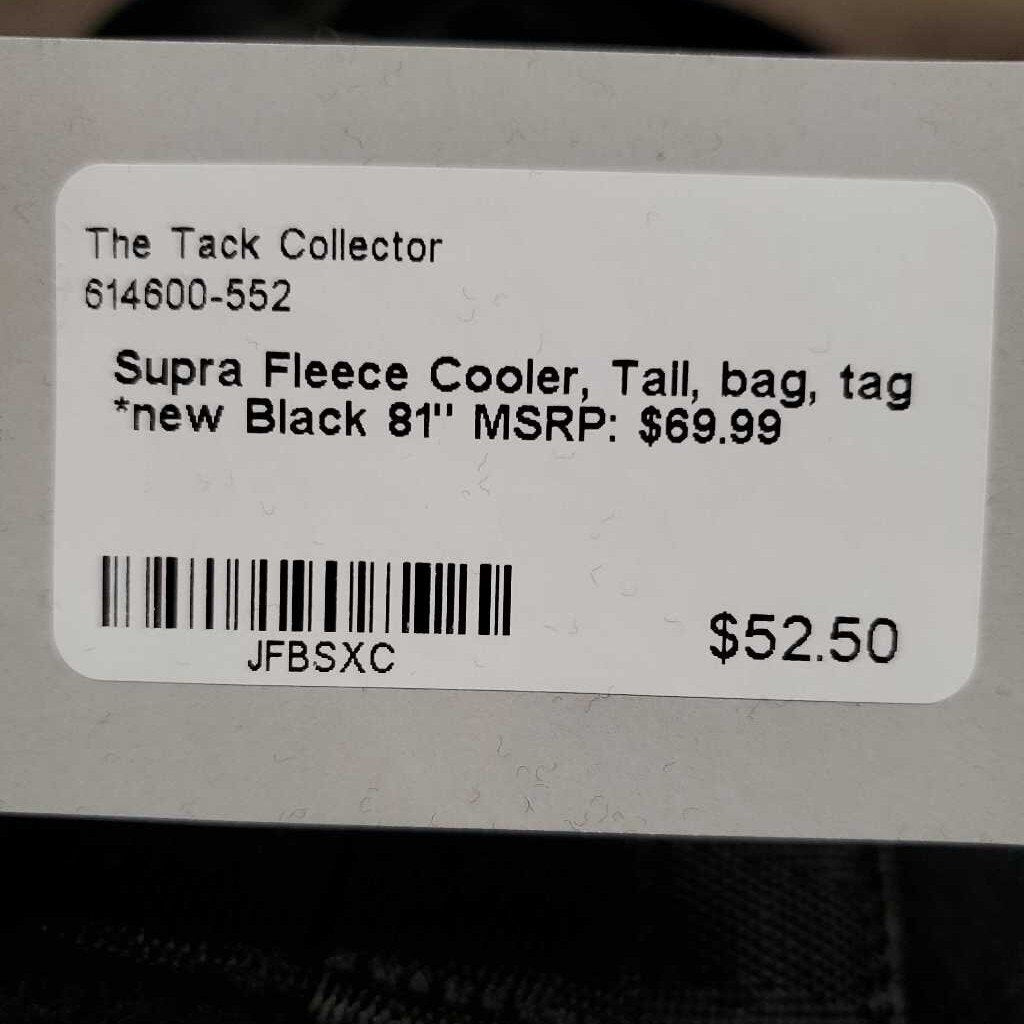 The Tack Collector
614600-552
Supra Fleece Cooler, Tail, bag, tag
*new Black 81" MSRP: $69.99
JFBSXC
$52.50